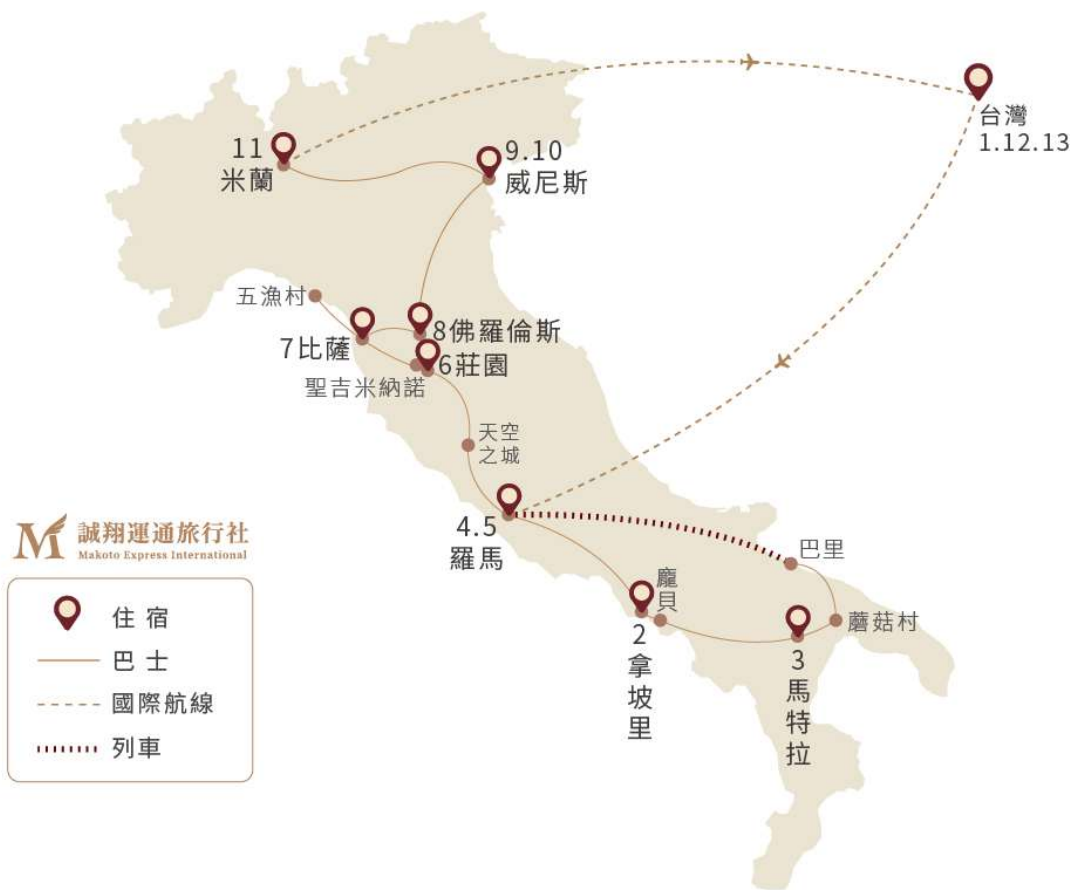 台灣
1.12.13
11
米蘭
9.10
威尼斯
五漁村
8佛羅倫斯
7比薩
6莊園
聖吉米納諾
天空
之城
4.5
羅馬
巴里
龐
貝
蘑菇村
2
拿
坡
里
3
馬
特
拉
M 誠翔運通旅行社
Makoto Express International
住宿
巴士
國際航線
列車